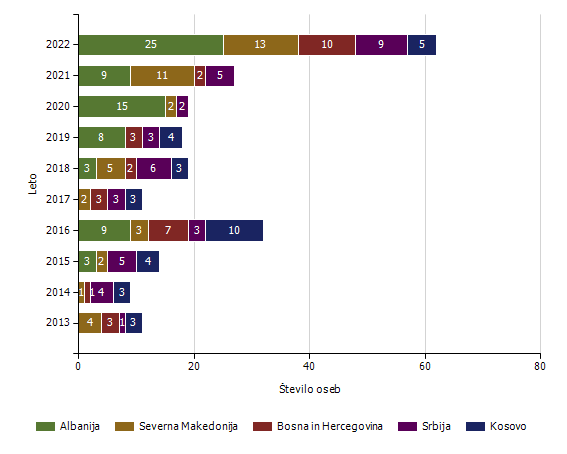 2022 25 13 10 9 5
2021 9 11 2 5
2020 15 2 2
2019 8 3 3 4
2018 3 5 2 6 3
2017 2 3 3 3
2016 9 3 7 3 10
2015 3 2 5 4
2014 1 1 4 3
2013 4 3 1 3
Leto
0 20 40 60 80
Število oseb
Albanija Severna Makedonija Bosna in Hercegovina Srbija Kosovo